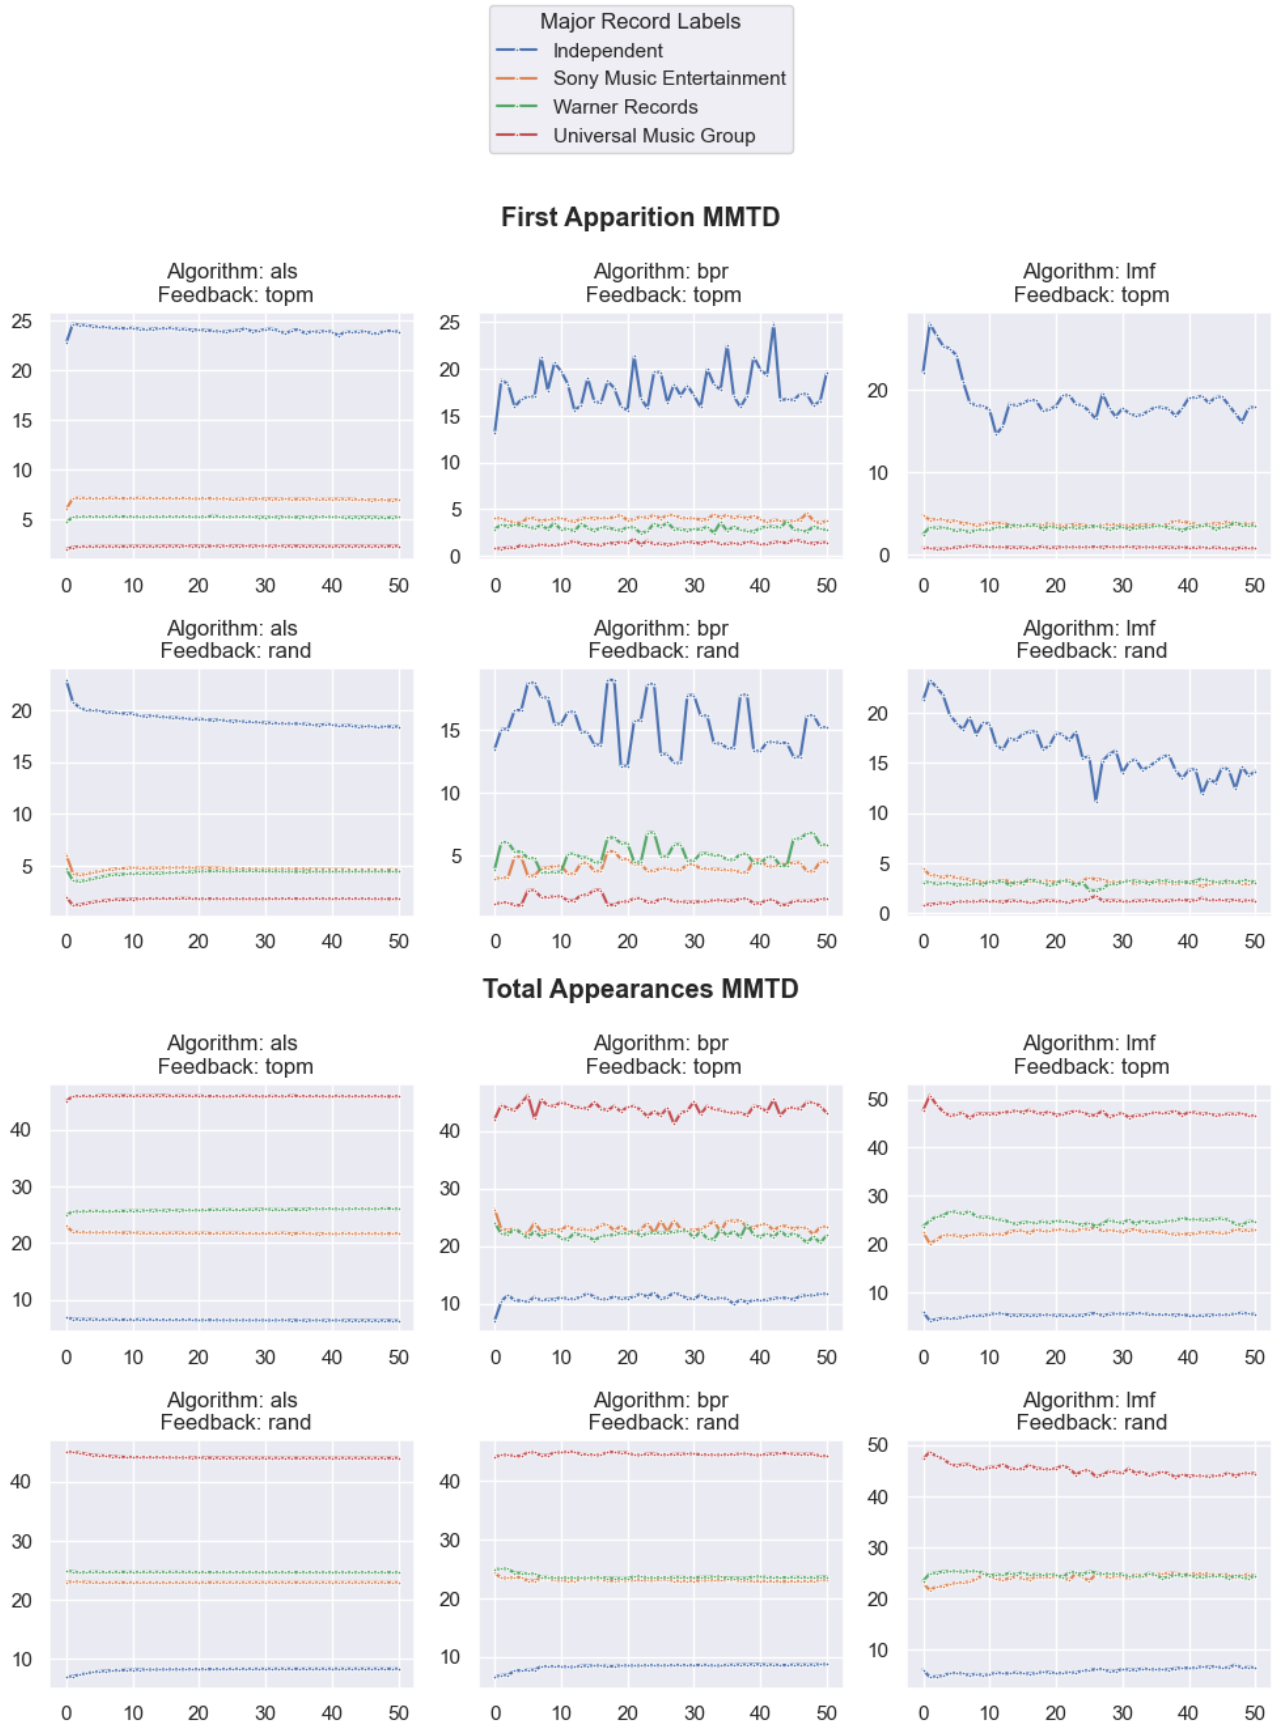 Major Record Labels
Independent
Sony Music Entertainment
Warner Records
Universal Music Group
First Apparition MMTD
Algorithm: als
Feedback: topm
25
20
15
10
5
0 10 20 30 40 50
Algorithm: bpr
Feedback: topm
25
20
15
10
5
0
0 10 20 30 40 50
Algorithm: lmf
Feedback: topm
20
10
0
0 10 20 30 40 50
Algorithm: als
Feedback: rand
20
15
10
5
0 10 20 30 40 50
Algorithm: bpr
Feedback: rand
15
10
5
0 10 20 30 40 50
Algorithm: lmf
Feedback: rand
20
15
10
5
0
0 10 20 30 40 50
Total Appearances MMTD
Algorithm: als
Feedback: topm
40
30
20
10
0 10 20 30 40 50
Algorithm: bpr
Feedback: topm
40
30
20
10
0 10 20 30 40 50
Algorithm: lmf
Feedback: topm
50
40
30
20
10
0 10 20 30 40 50
Algorithm: als
Feedback: rand
40
30
20
10
0 10 20 30 40 50
Algorithm: bpr
Feedback: rand
40
30
20
10
0 10 20 30 40 50
Algorithm: lmf
Feedback: rand
50
40
30
20
10
0 10 20 30 40 50